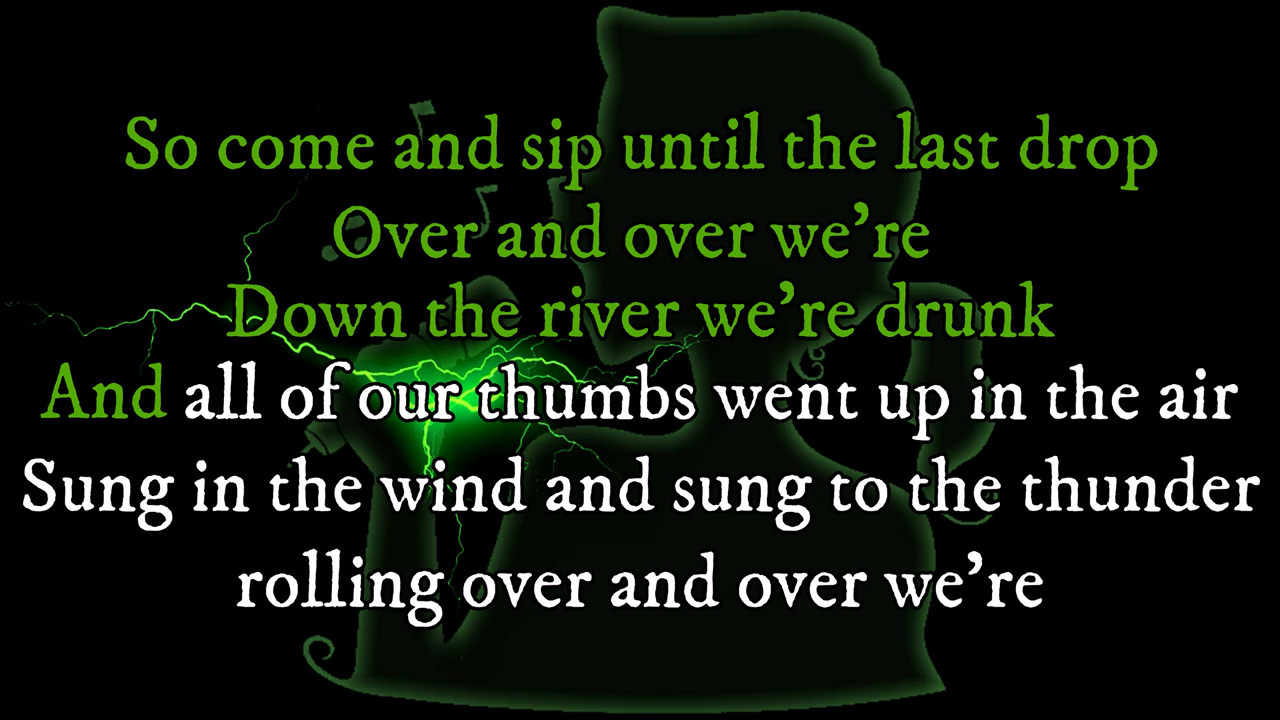 So come and sip until the last drop
Over and over we’re
Down the river we’re drunk
And all of our thumbs went up in the air
Sung in the wind and sung to the thunder
rolling over and over we’re